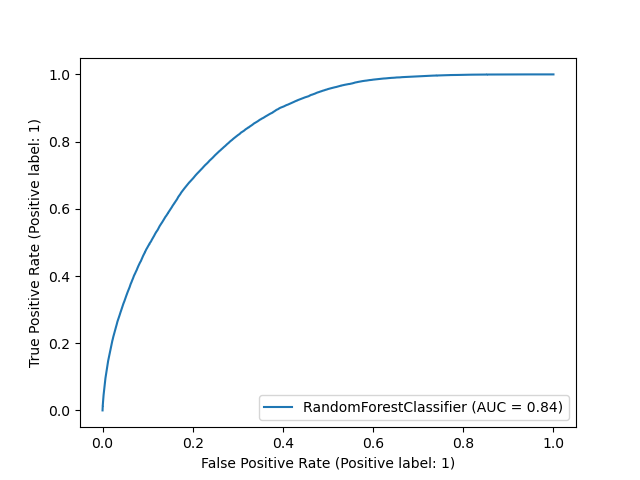 1.0
0.8
0.6
0.4
0.2
0.0
True Positive Rate (Positive label: 1)
RandomForestClassifier (AUC = 0.84)
0.0 0.2 0.4 0.6 0.8 1.0
False Positive Rate (Positive label: 1)